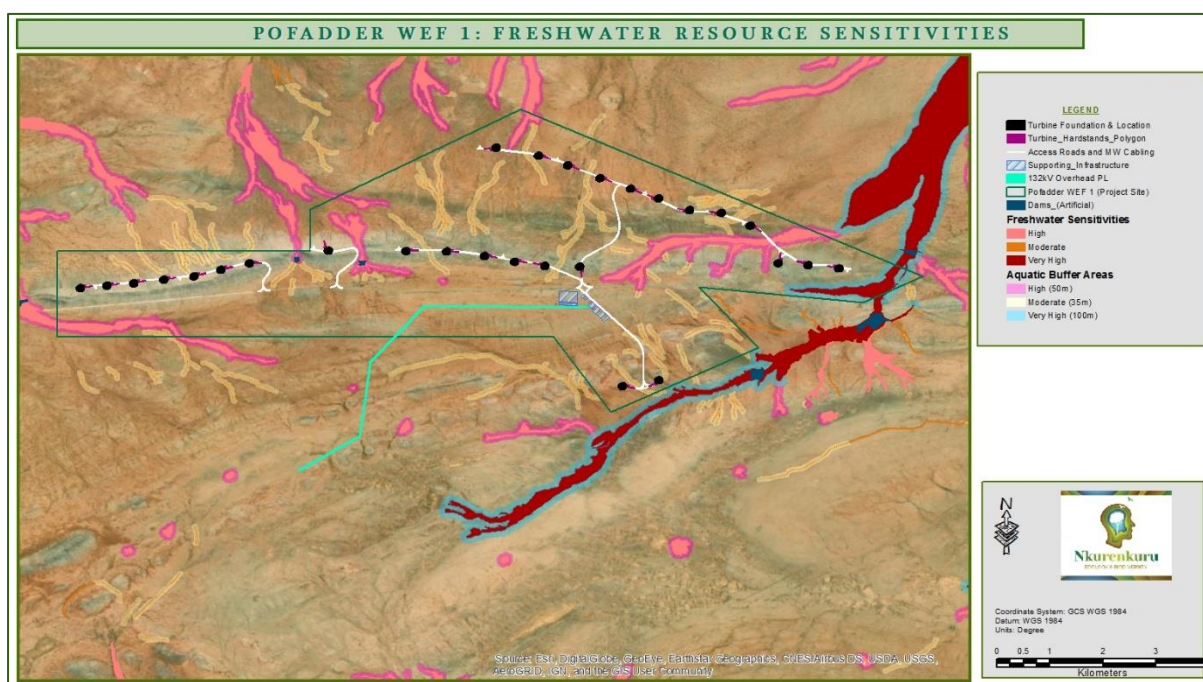 POFADDER WEF 1: FRESHWATER RESOURCE SENSITIVITIES
LEGEND
Turbine Foundation & Location
Turbine_Hardstands_Polygon
Access Roads and MW Cabling
Supporting_Infrastructure
132kV Overhead PL
Pofadder WEF 1 (Project Site)
Dams_(Artificial)
Freshwater Sensitivities
High
Moderate
Very High
Aquatic Buffer Areas
High (50m)
Moderate (35m)
Very High (100m)
N
Nkurenkuru
ECOLOGY & BIODIVERSITY
Coordinate System: GCS WGS 1984
Datum: WGS 1984
Units: Degree
0 0.5 1 2 3
Kilometers
Source: Esri, DigitalGlobe, GeoEye, Earthstar Geographics, CNES/Airbus DS, USDA, USGS,
AeroGRID, IGN, and the GIS User Community